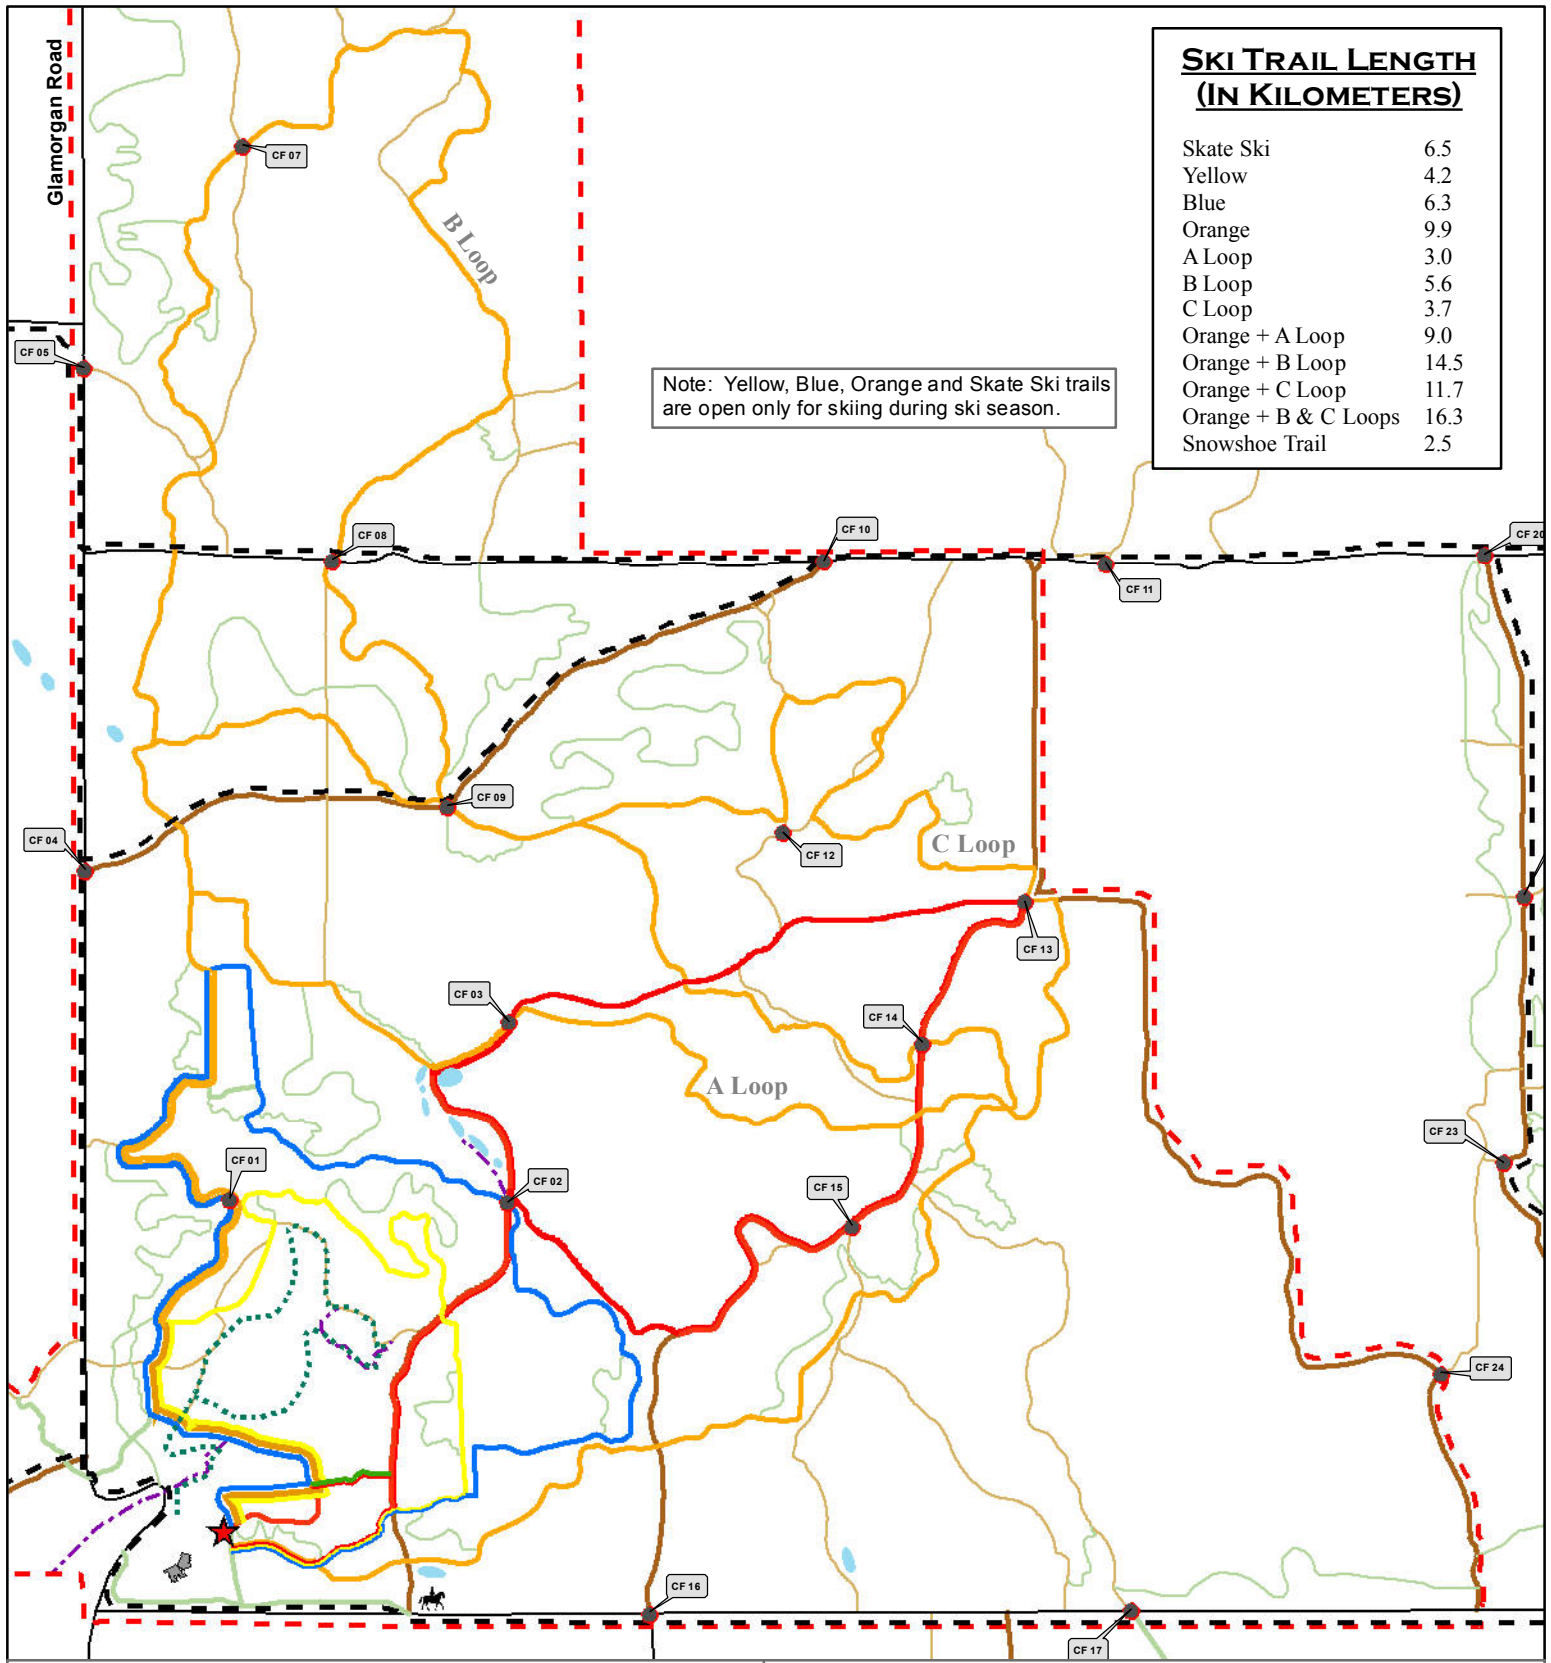 SKI TRAIL LENGTH
(IN KILOMETERS)
Skate Ski 6.5
Yellow 4.2
Blue 6.3
Orange 9.9
A Loop 3.0
B Loop 5.6
C Loop 3.7
Orange + A Loop 9.0
Orange + B Loop 14.5
Orange + C Loop 11.7
Orange + B & C Loops 16.3
Snowshoe Trail 2.5
Glamorgan Road
CF 07
B Loop
CF 05
Note: Yellow, Blue, Orange and Skate Ski trails
are open only for skiing during ski season.
CF 08
CF 10
CF 20
CF 11
CF 09
CF 04
CF 12
C Loop
CF 13
CF 03
CF 14
A Loop
CF 23
CF 01
CF 02
CF 15
CF 24
CF 16
CF 17